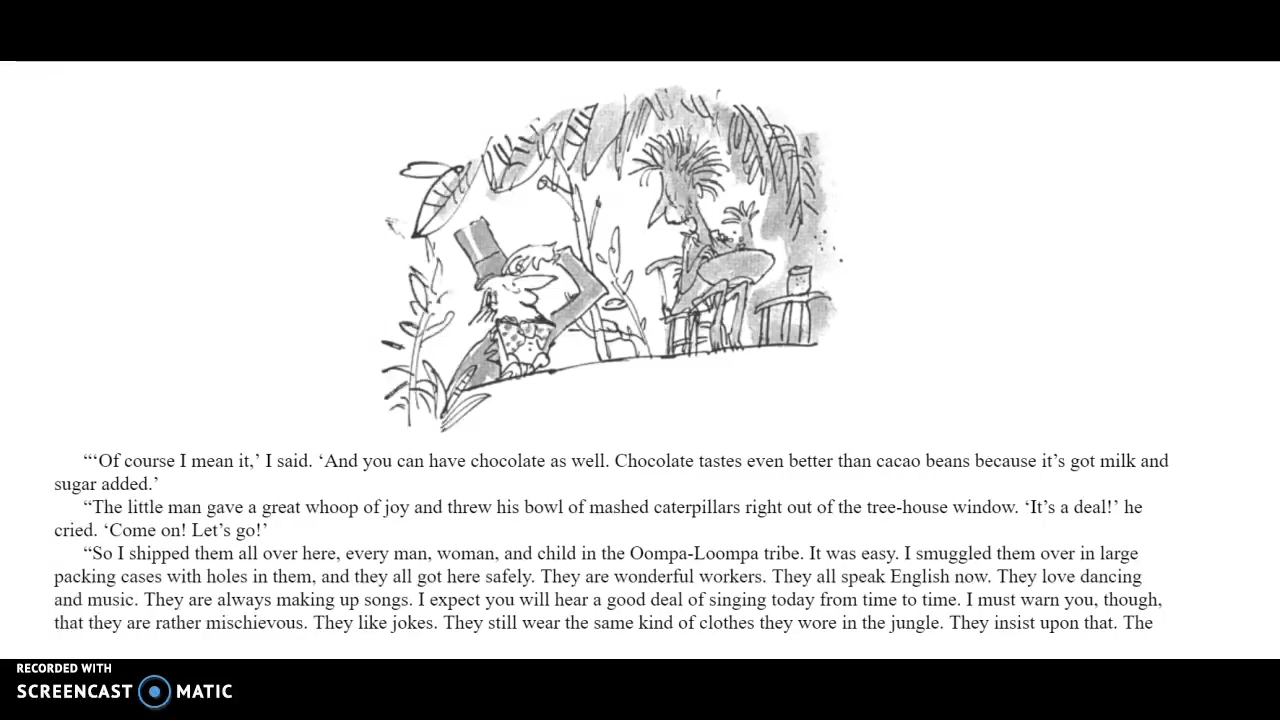 “‘Of course I mean it,’ I said. ‘And you can have chocolate as well. Chocolate tastes even better than cacao beans because it’s got milk and
sugar added.’
“The little man gave a great whoop of joy and threw his bowl of mashed caterpillars right out of the tree-house window. ‘It’s a deal!’ he
cried. ‘Come on! Let’s go!’
“So I shipped them all over here, every man, woman, and child in the Oompa-Loompa tribe. It was easy. I smuggled them over in large
packing cases with holes in them, and they all got here safely. They are wonderful workers. They all speak English now. They love dancing
and music. They are always making up songs. I expect you will hear a good deal of singing today from time to time. I must warn you, though,
that they are rather mischievous. They like jokes. They still wear the same kind of clothes they wore in the jungle. They insist upon that. The
RECORDED WITH
SCREENCAST MATIC